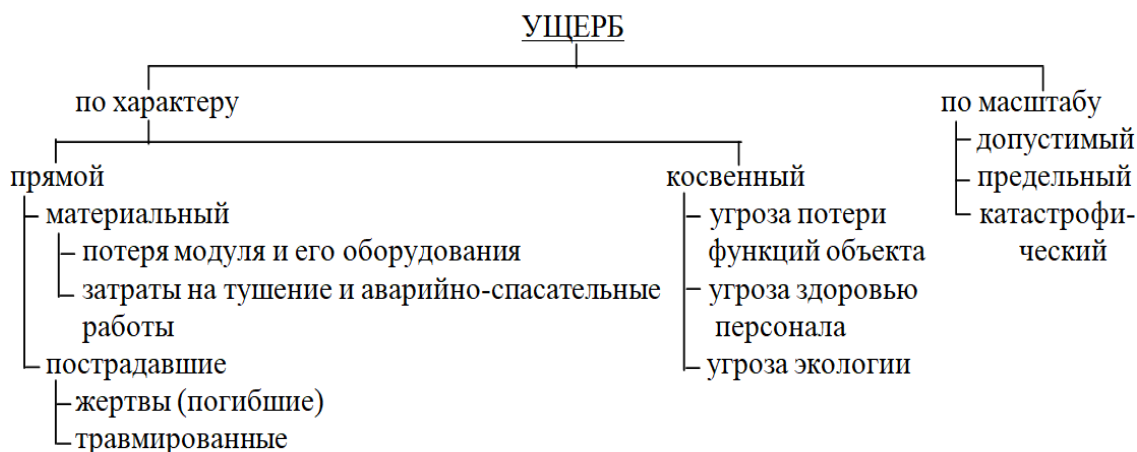 УЩЕРБ
по характеру
по масштабу
допустимый
предельный
катастрофи-
ческий
прямой
материальный
потеря модуля и его оборудования
затраты на тушение и аварийно-спасательные
работы
пострадавшие
жертвы (погибшие)
травмированные
косвенный
угроза потери
функций объекта
угроза здоровью
персонала
угроза экологии